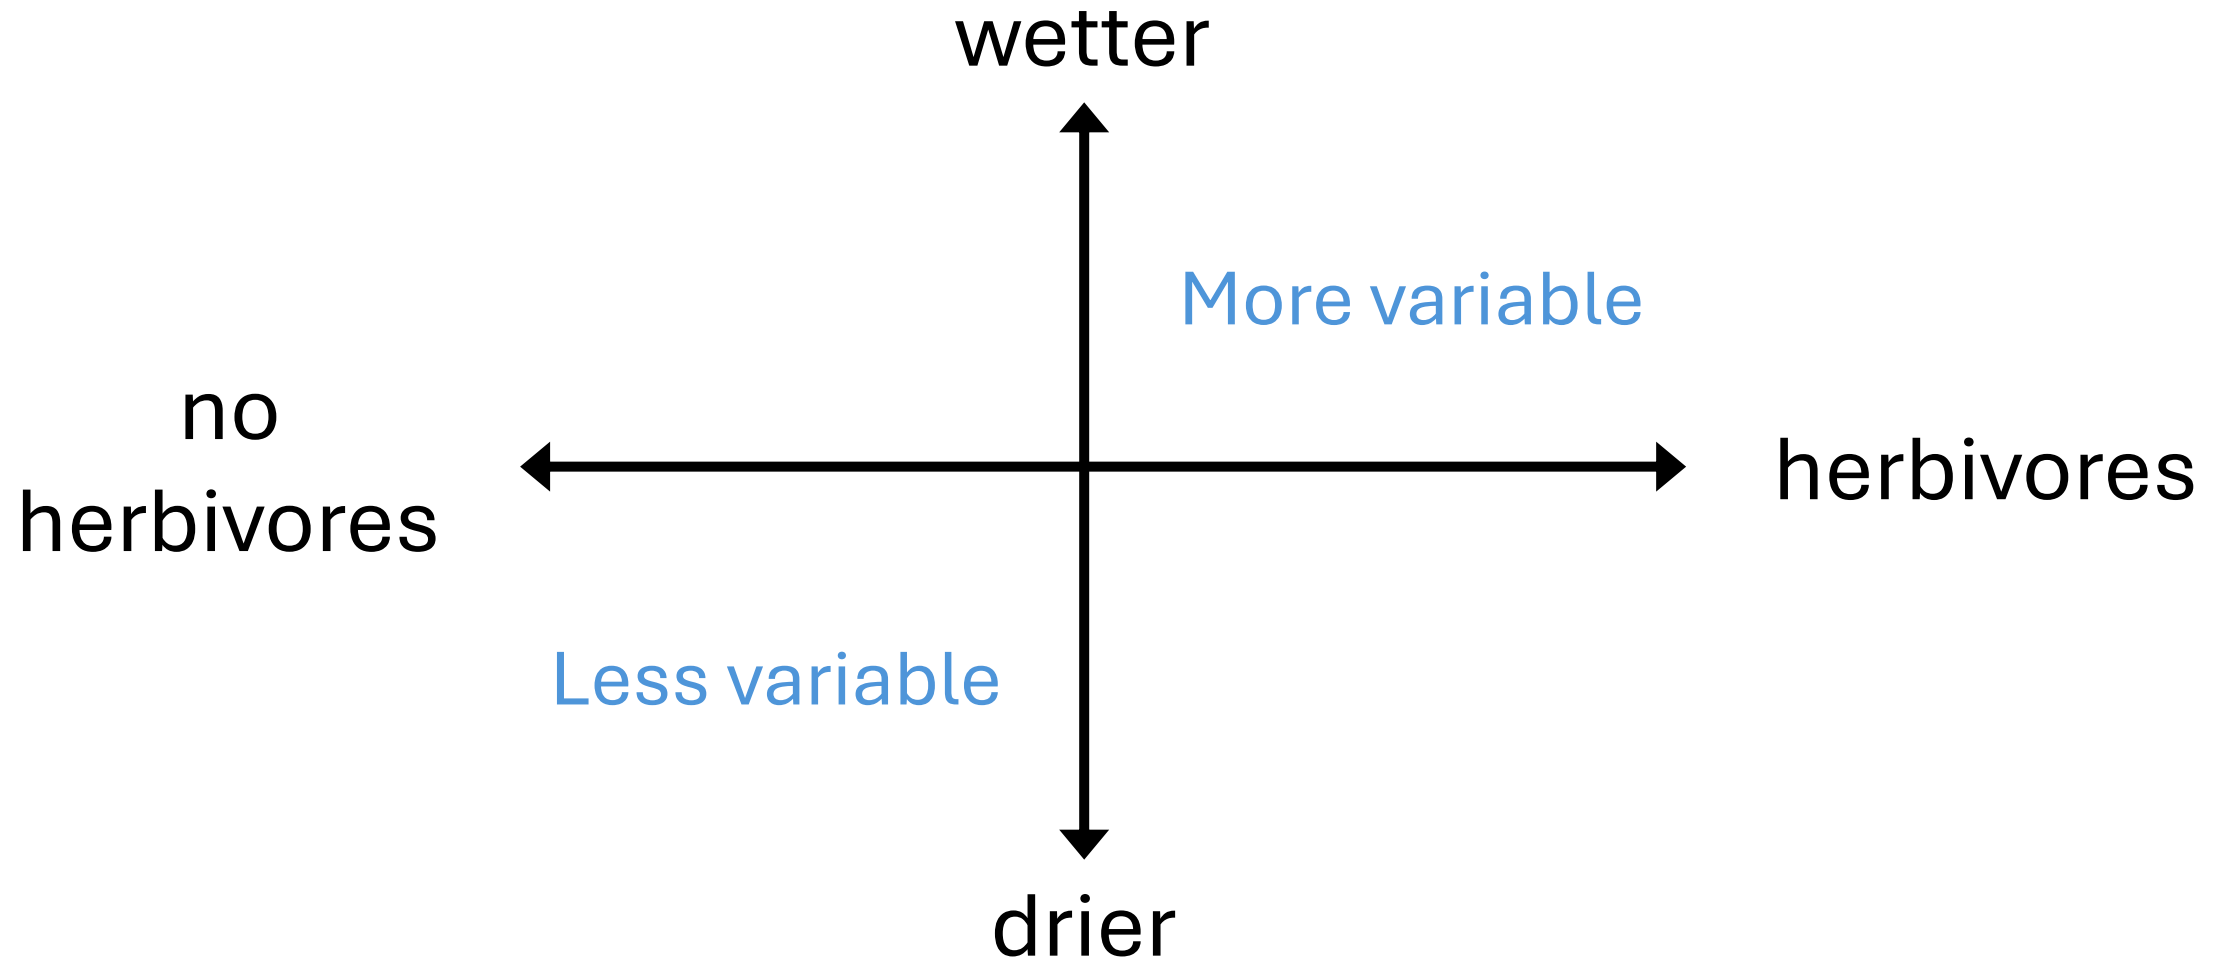 wetter
More variable
no
herbivores
herbivores
Less variable
drier